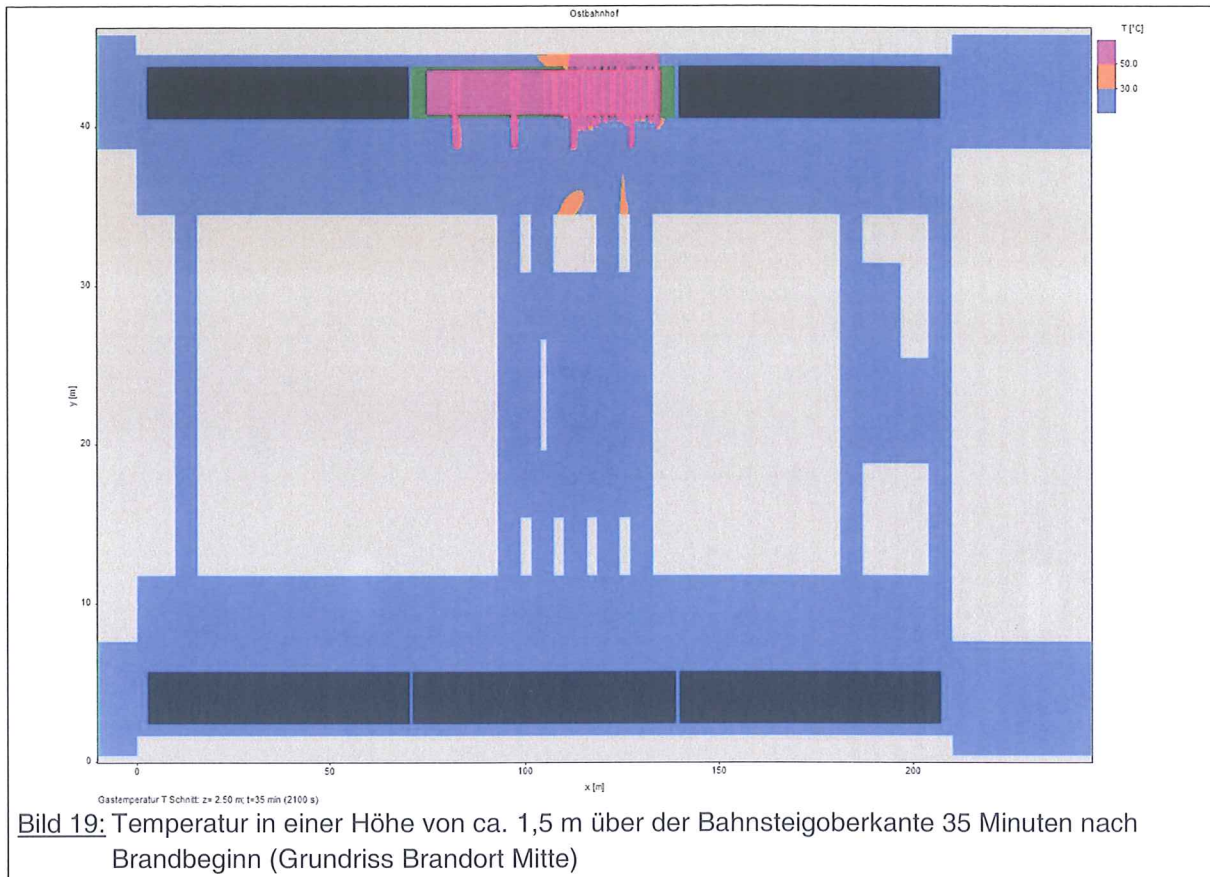 Ostbahnhof
T [°C]
50.0
30.0
40
30
20
10
0
y [m]
0
50
100
150
200
x [m]
Gastemperatur T Schnitt: z= 2.50 m; t=35 min (2100 s)
Bild 19: Temperatur in einer Höhe von ca. 1,5 m über der Bahnsteigoberkante 35 Minuten nach
Brandbeginn (Grundriss Brandort Mitte)